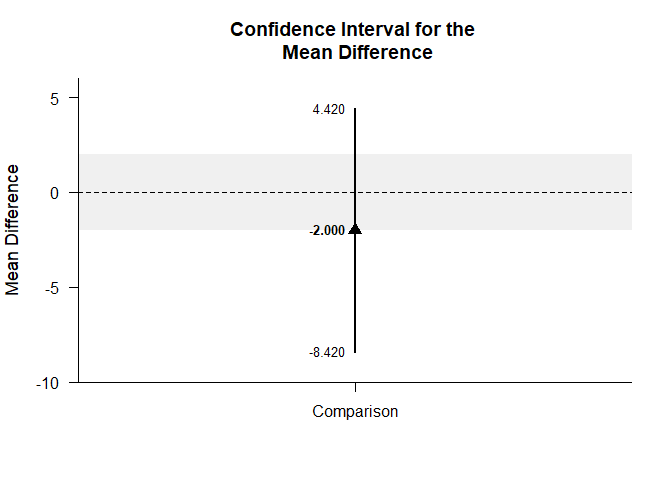 Confidence Interval for the
Mean Difference
5
0
-5
-10
Mean Difference
4.420
-2.000
-8.420
Comparison